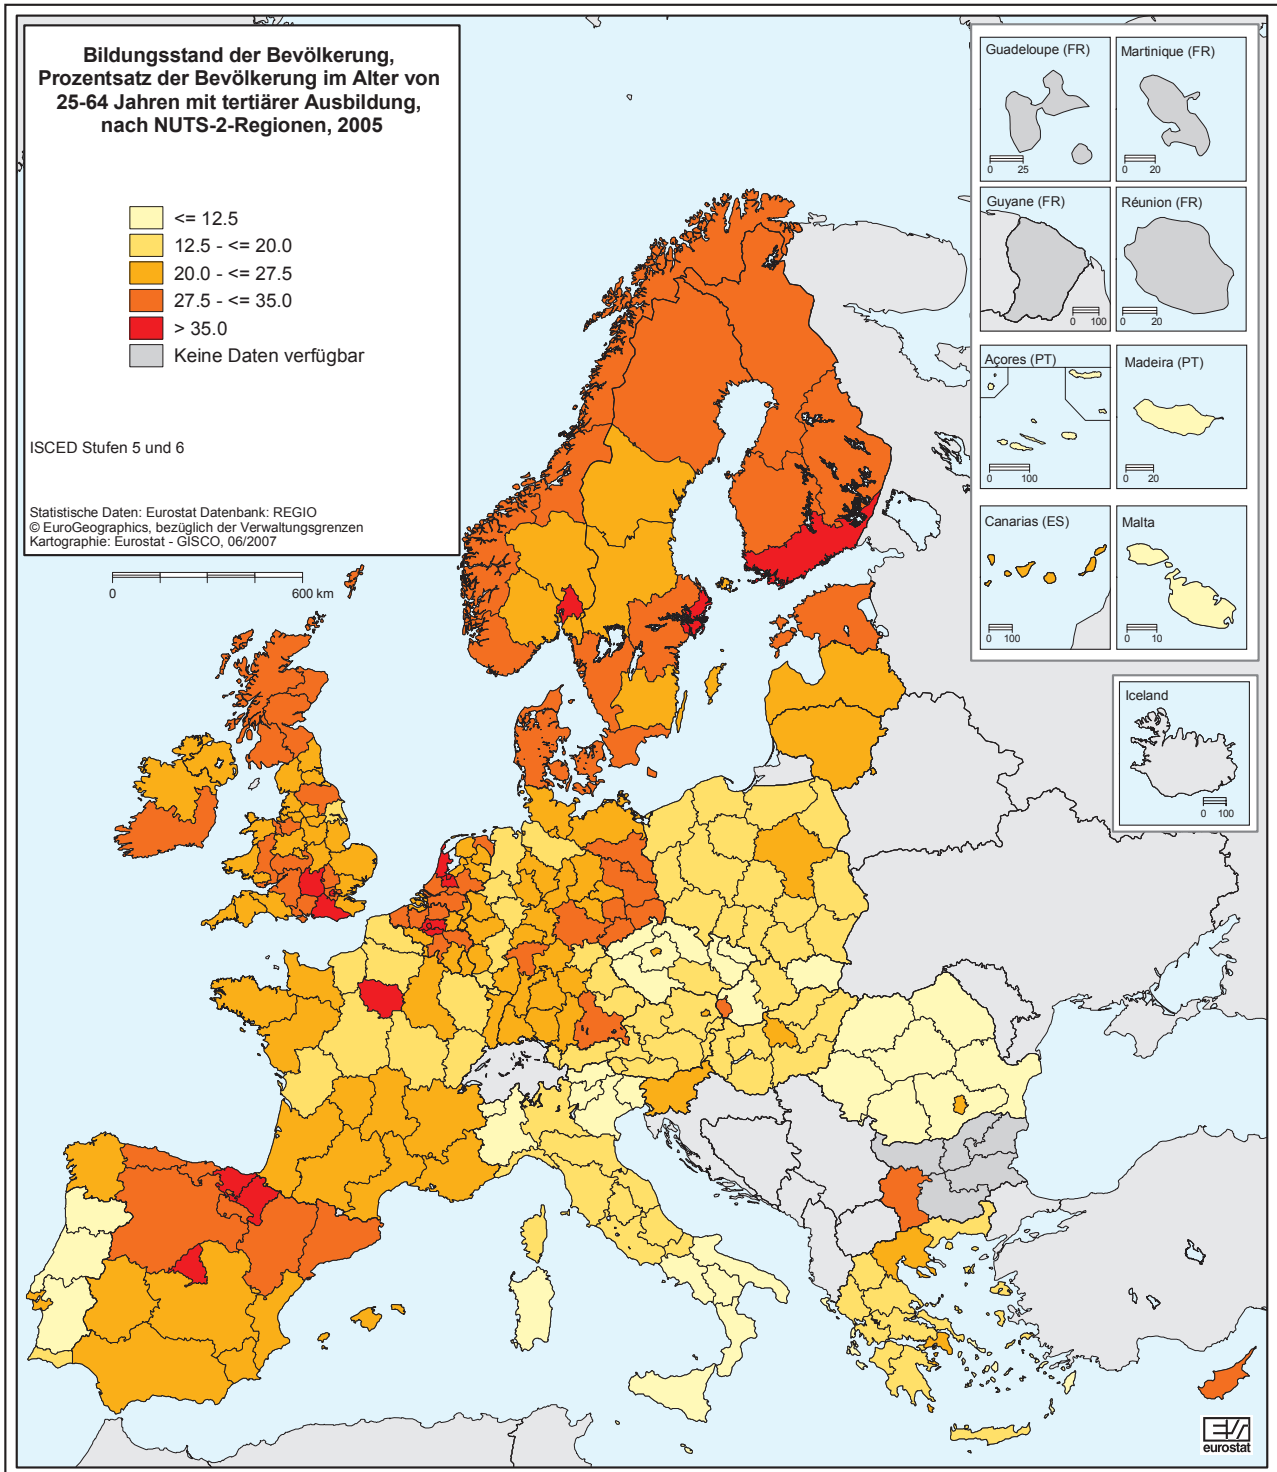 Bildungsstand der Bevölkerung,
Prozentsatz der Bevölkerung im Alter von
25-64 Jahren mit tertiärer Ausbildung,
nach NUTS-2-Regionen, 2005
<= 12.5
12.5 - <= 20.0
20.0 - <= 27.5
27.5 - <= 35.0
> 35.0
Keine Daten verfügbar
ISCED Stufen 5 und 6
Statistische Daten: Eurostat Datenbank: REGIO
© EuroGeographics, bezüglich der Verwaltungsgrenzen
Kartographie: Eurostat - GISCO, 06/2007
0 600 km
Guadeloupe (FR)
0 25
Martinique (FR)
0 20
Guyane (FR)
0 100
Réunion (FR)
0 20
Açores (PT)
0 100
Madeira (PT)
0 20
Canarias (ES)
0 100
Malta
0 10
Iceland
0 100
eurostat